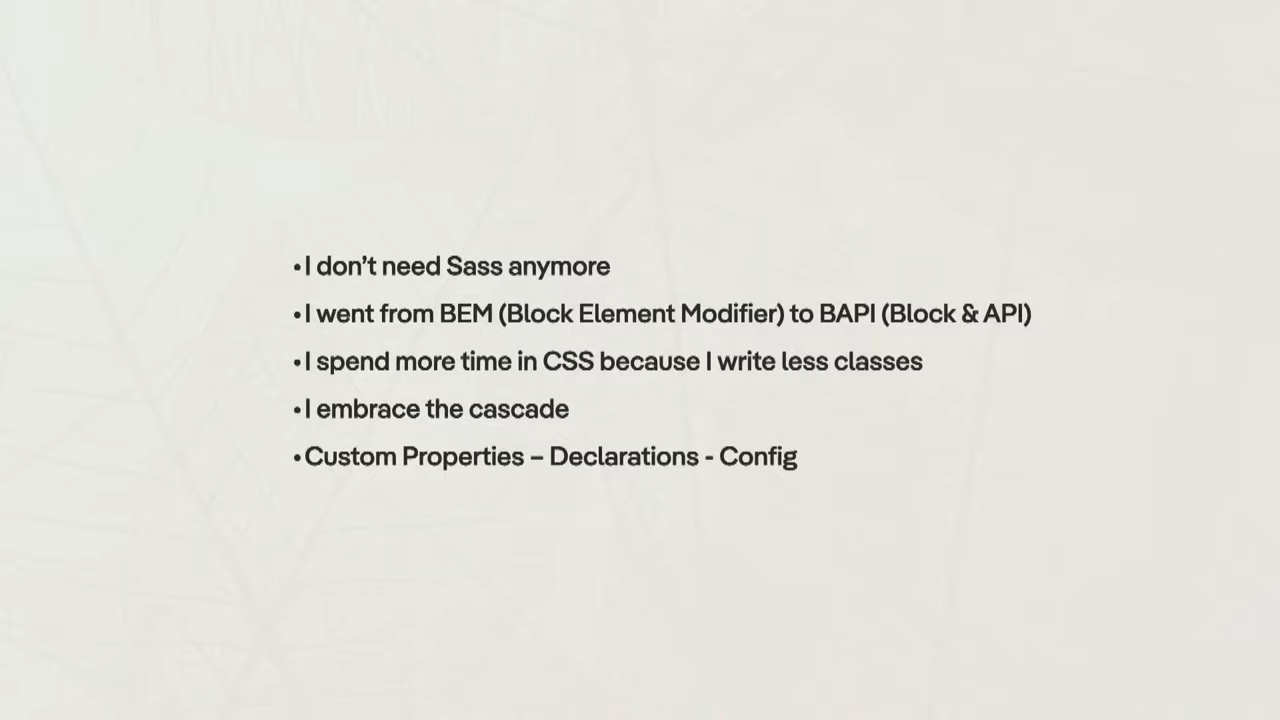 • I don’t need Sass anymore
• I went from BEM (Block Element Modifier) to BAPI (Block & API)
• I spend more time in CSS because I write less classes
• I embrace the cascade
• Custom Properties – Declarations - Config